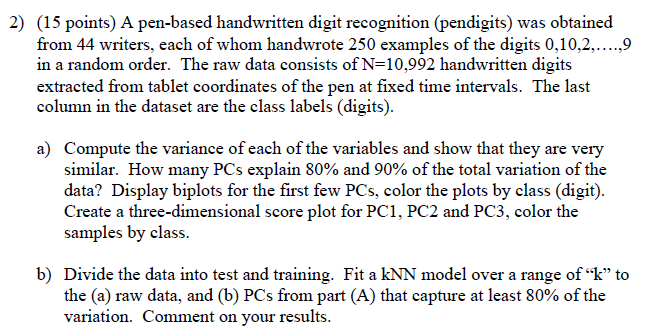 2) (15 points) A pen-based handwritten digit recognition (pendigits) was obtained
from 44 writers, each of whom handwrote 250 examples of the digits 0,10,2,….,9
in a random order. The raw data consists of N=10,992 handwritten digits
extracted from tablet coordinates of the pen at fixed time intervals. The last
column in the dataset are the class labels (digits).
a) Compute the variance of each of the variables and show that they are very
similar. How many PCs explain 80% and 90% of the total variation of the
data? Display biplots for the first few PCs, color the plots by class (digit).
Create a three-dimensional score plot for PC1, PC2 and PC3, color the
samples by class.
b) Divide the data into test and training. Fit a kNN model over a range of “k” to
the (a) raw data, and (b) PCs from part (A) that capture at least 80% of the
variation. Comment on your results.